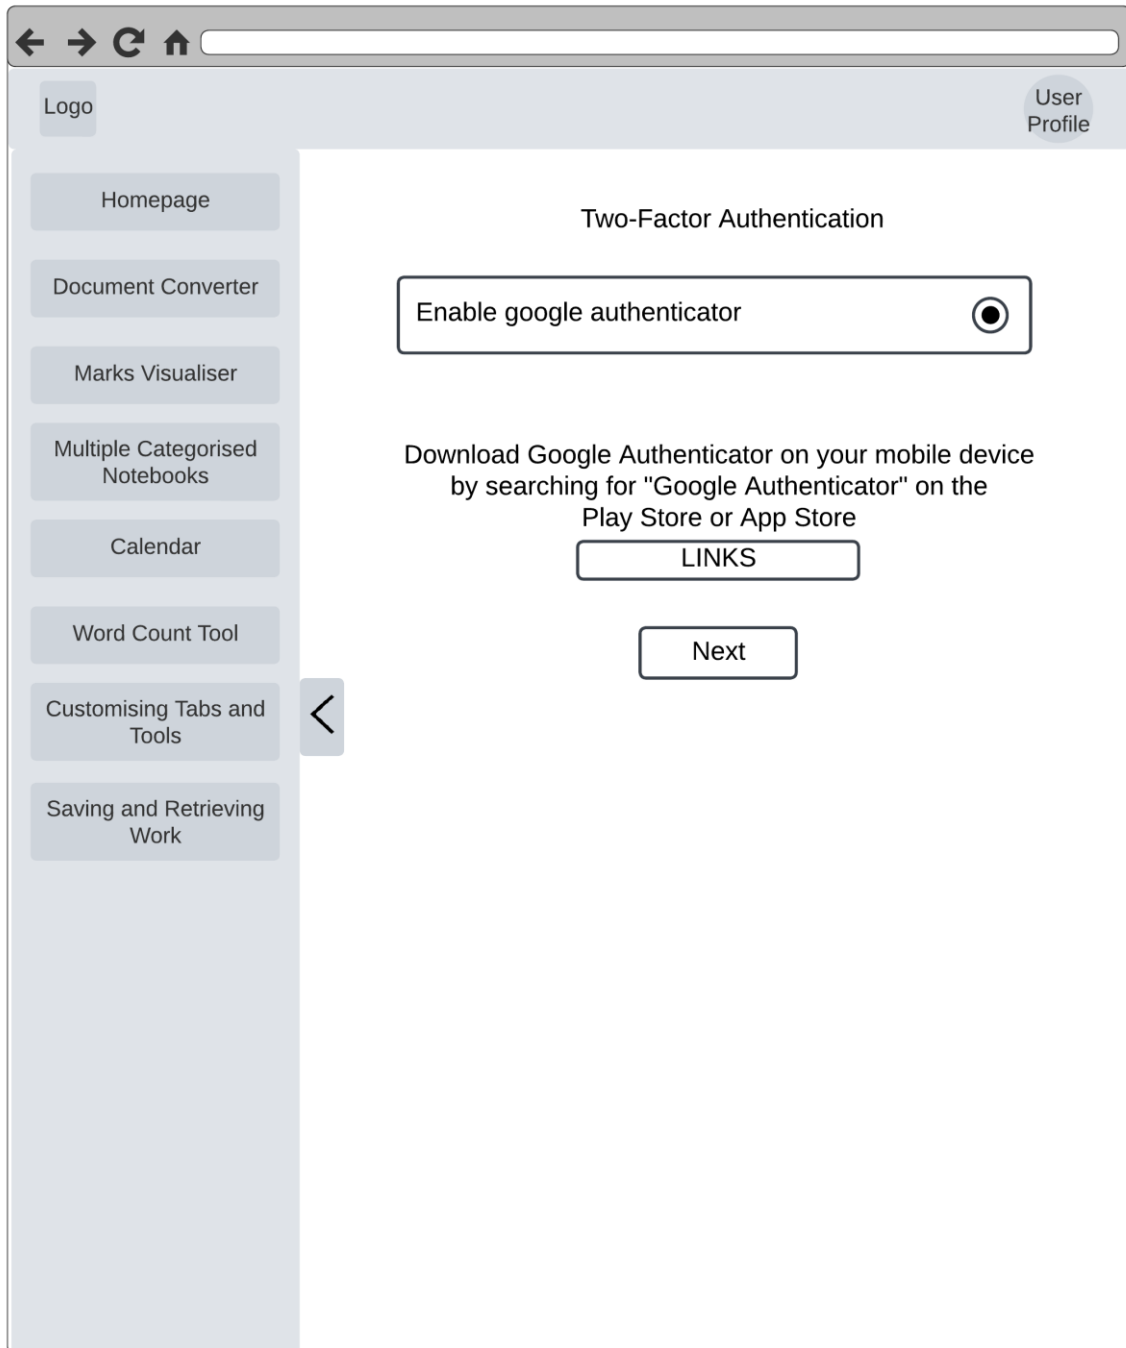 Logo
User
Profile
Homepage
Document Converter
Marks Visualiser
Multiple Categorised
Notebooks
Calendar
Word Count Tool
Customising Tabs and
Tools
Saving and Retrieving
Work
Two-Factor Authentication
Enable google authenticator
Download Google Authenticator on your mobile device
by searching for "Google Authenticator" on the
Play Store or App Store
LINKS
Next